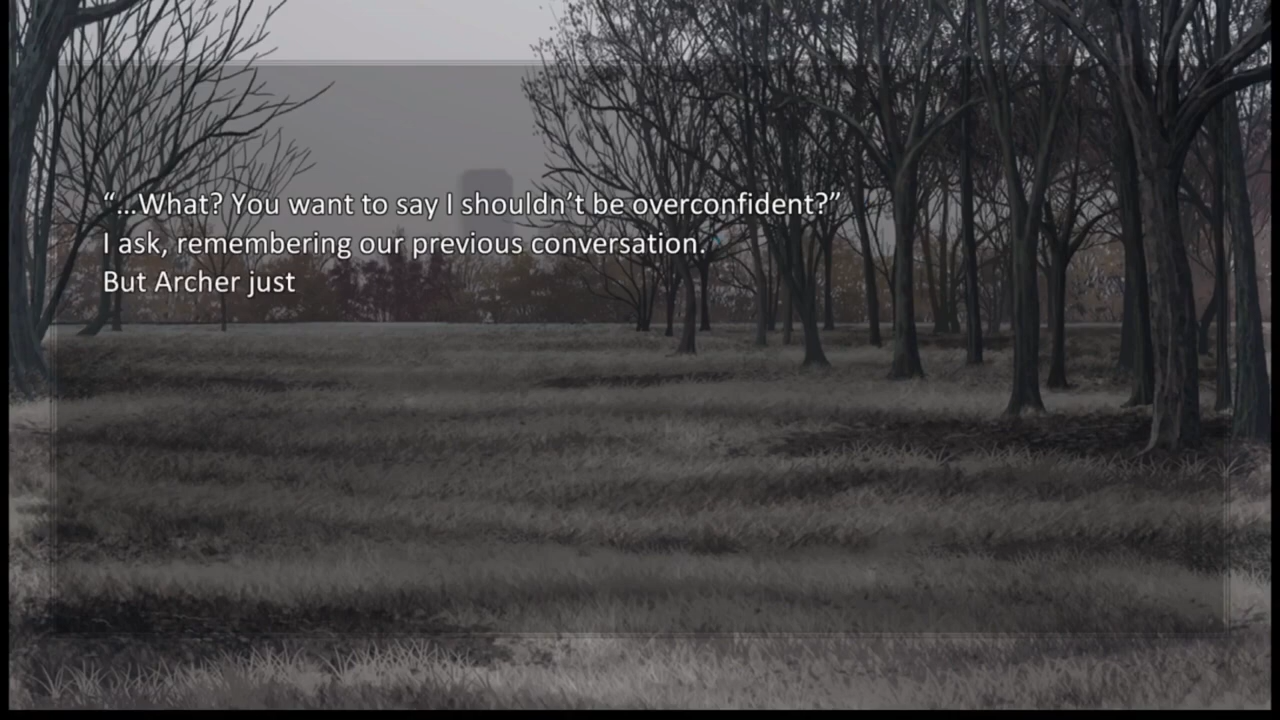 “…What? You want to say I shouldn’t be overconfident?”
I ask, remembering our previous conversation.
But Archer just